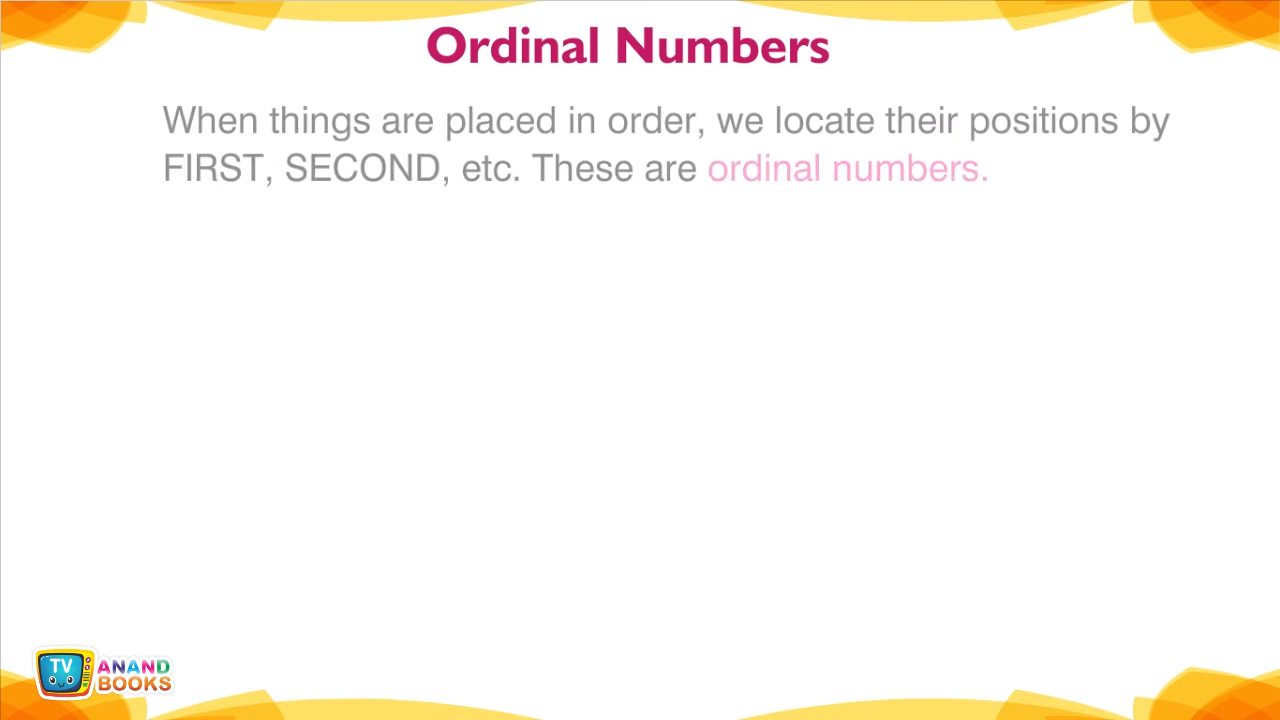 Ordinal Numbers
When things are placed in order, we locate their positions by
FIRST, SECOND, etc. These are ordinal numbers.
TV
ANAND
BOOKS